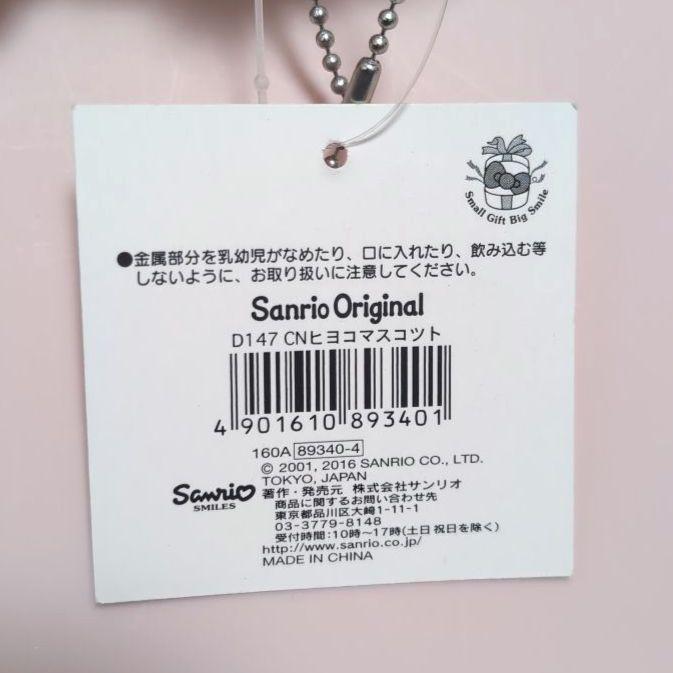 Small Gift Big Smile
●金属部分を乳幼児がなめたり、口に入れたり、飲み込む等
しないように、お取り扱いに注意してください。
Sanrio Original
D147 CNヒヨコマスコツト
4 901610 893401
160A 89340-4
© 2001, 2016 SANRIO CO., LTD.
TOKYO, JAPAN
Sanrio
SMILES
著作・発売元 株式会社サンリオ
商品に関するお問い合わせ先
東京都品川区大崎1-11-1
03-3779-8148
受付時間：10時～17時(土日 祝日を除く)
http://www.sanrio.co.jp/
MADE IN CHINA